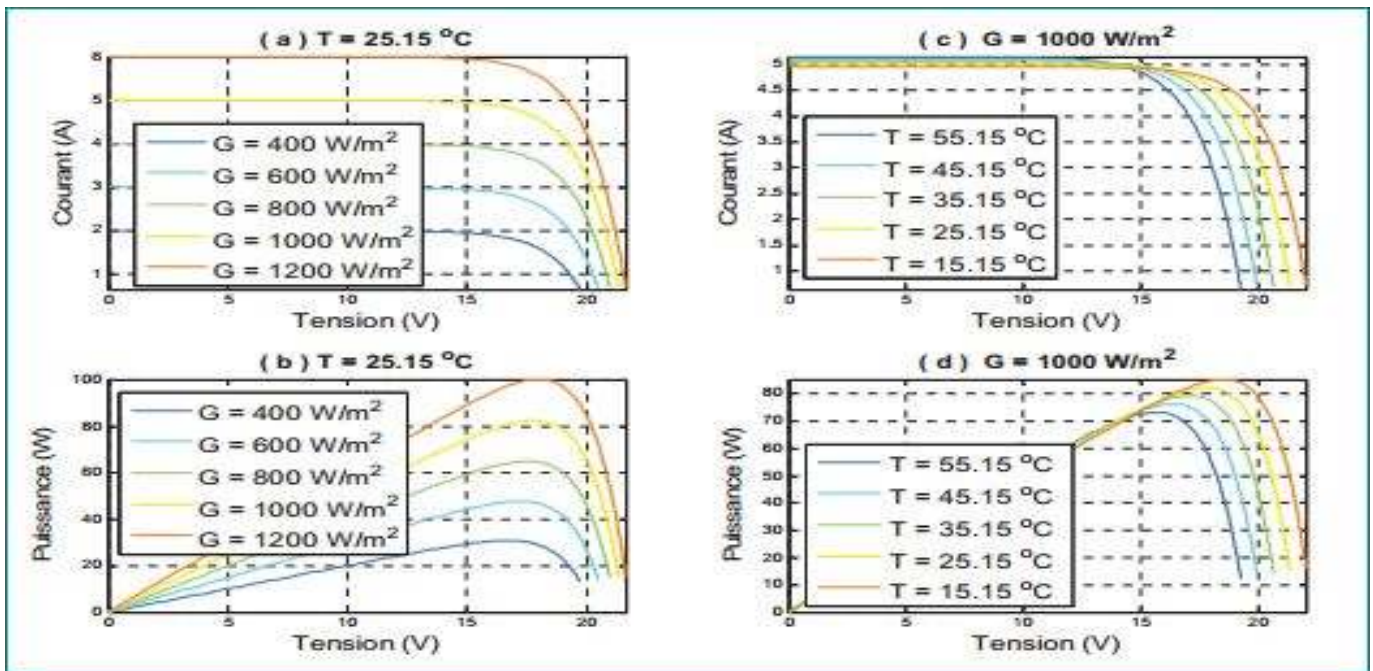 ( a ) T = 25.15 °C
6
5
4
3
2
1
Courant (A)
G = 400 W/m²
G = 600 W/m²
G = 800 W/m²
G = 1000 W/m²
G = 1200 W/m²
0 5 10 15 20
Tension (V)
( c ) G = 1000 W/m²
5
4.5
4
3.5
3
2.5
2
1.5
1
Courant (A)
T = 55.15 °C
T = 45.15 °C
T = 35.15 °C
T = 25.15 °C
T = 15.15 °C
0 5 10 15 20
Tension (V)
( b ) T = 25.15 °C
100
80
60
40
20
0
Puissance (W)
G = 400 W/m²
G = 600 W/m²
G = 800 W/m²
G = 1000 W/m²
G = 1200 W/m²
0 5 10 15 20
Tension (V)
( d ) G = 1000 W/m²
80
70
60
50
40
30
20
10
0
Puissance (W)
T = 55.15 °C
T = 45.15 °C
T = 35.15 °C
T = 25.15 °C
T = 15.15 °C
0 5 10 15 20
Tension (V)